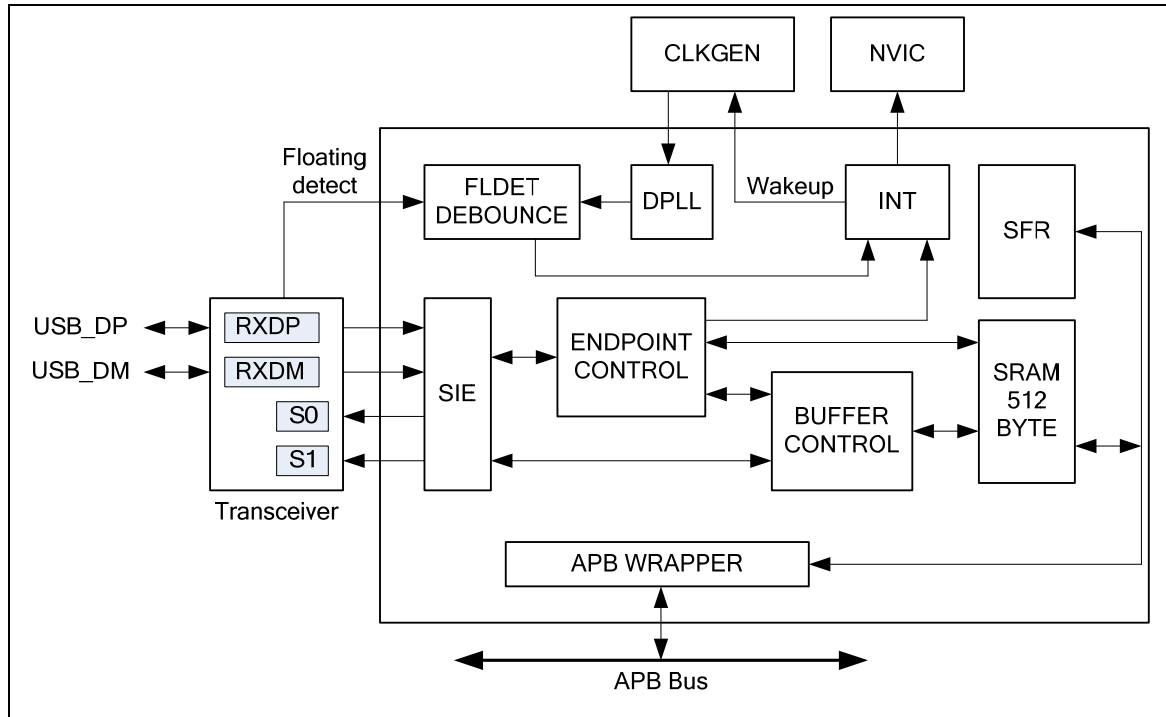 CLKGEN
NVIC
Floating
detect
FLDET
DEBOUNCE
DPLL
Wakeup
INT
SFR
USB_DP
USB_DM
RXDP
RXDM
S0
S1
Transceiver
SIE
ENDPOINT
CONTROL
BUFFER
CONTROL
SRAM
512
BYTE
APB WRAPPER
APB Bus